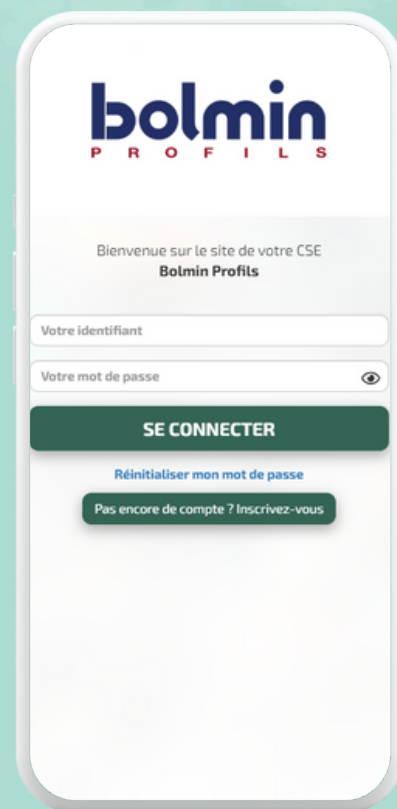 bolmin
PROFILS
Bienvenue sur le site de votre CSE
Bolmin Profils
Votre identifiant
Votre mot de passe
SE CONNECTER
Réinitialiser mon mot de passe
Pas encore de compte ? Inscrivez-vous